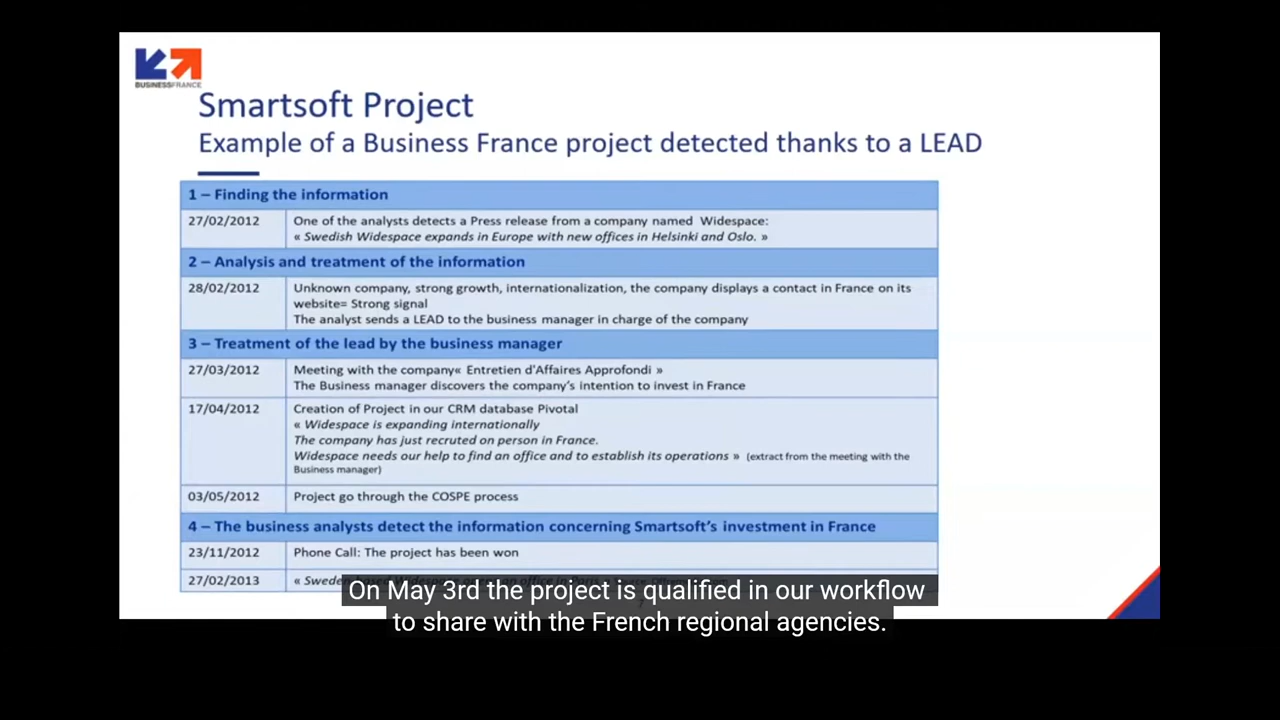 BUSINESSFRANCE
Smartsoft Project
Example of a Business France project detected thanks to a LEAD
1 – Finding the information
27/02/2012 One of the analysts detects a Press release from a company named Widespace:
« Swedish Widespace expands in Europe with new offices in Helsinki and Oslo. »
2 – Analysis and treatment of the information
28/02/2012 Unknown company, strong growth, internationalization, the company displays a contact in France on its
website= Strong signal
The analyst sends a LEAD to the business manager in charge of the company
3 – Treatment of the lead by the business manager
27/03/2012 Meeting with the company« Entretien d'Affaires Approfondi »
The Business manager discovers the company's intention to invest in France
17/04/2012 Creation of Project in our CRM database Pivotal
« Widespace is expanding internationally
The company has just recruted on person in France.
Widespace needs our help to find an office and to establish its operations » (extract from the meeting with the
Business manager)
03/05/2012 Project go through the COSPE process
4 – The business analysts detect the information concerning Smartsoft's investment in France
23/11/2012 Phone Call: The project has been won
27/02/2013 « Sweden
On May 3rd the project is qualified in our workflow
to share with the French regional agencies.